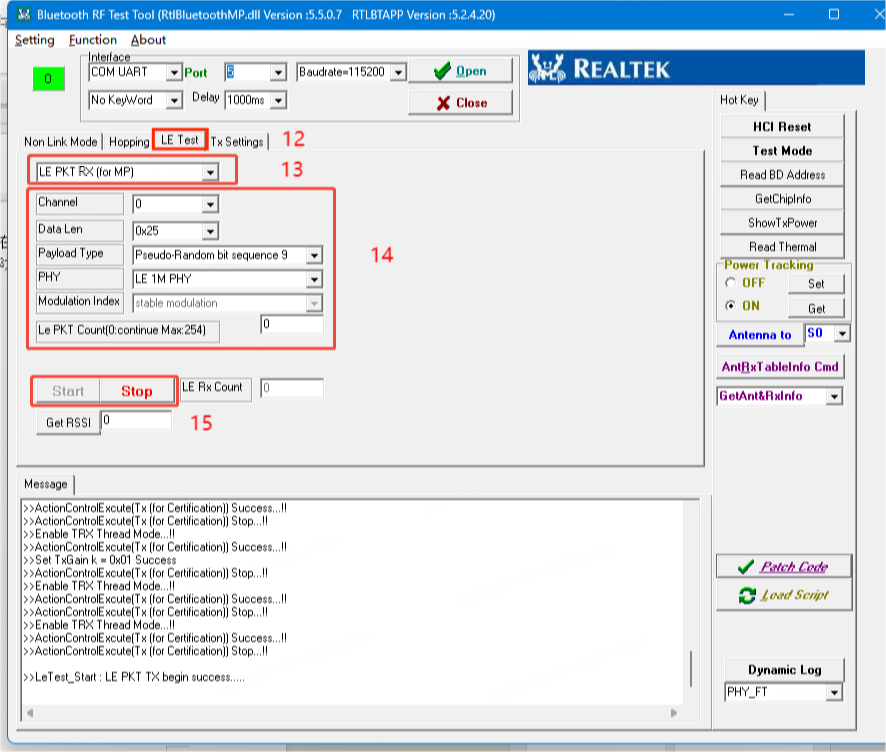 Bluetooth RF Test Tool (RtlBluetoothMP.dll Version :5.5.0.7 RTLBTAPP Version :5.2.4.20)
Setting Function About
Interface
0
COM UART Port 5 Baudrate=115200 Open
No KeyWord Delay 1000ms Close
REALTEK
Hot Key
HCI Reset
Test Mode
Read BD Address
GetChipInfo
ShowTxPower
Read Thermal
Power Tracking
OFF Set
ON Get
Antenna to S0
AntRxTableInfo Cmd
GetAnt&RxInfo
Patch Code
Load Script
Dynamic Log
PHY_FT
Non Link Mode Hopping LE Test Tx Settings 12
LE PKT RX (for MP) 13
Channel 0
Data Len 0x25
Payload Type Pseudo-Random bit sequence 9 14
PHY LE 1M PHY
Modulation Index stable modulation
Le PKT Count(0:continue Max:254) 0
Start Stop LE Rx Count 0
Get RSSI 0 15
Message
>>ActionControlExcute(Tx (for Certification)) Success...!!
>>ActionControlExcute(Tx (for Certification)) Stop...!!
>>Enable TRX Thread Mode...!!
>>ActionControlExcute(Tx (for Certification)) Success...!!
>>Set TxGain k = 0x01 Success
>>ActionControlExcute(Tx (for Certification)) Stop...!!
>>Enable TRX Thread Mode...!!
>>ActionControlExcute(Tx (for Certification)) Success...!!
>>ActionControlExcute(Tx (for Certification)) Stop...!!
>>Enable TRX Thread Mode...!!
>>ActionControlExcute(Tx (for Certification)) Success...!!
>>ActionControlExcute(Tx (for Certification)) Stop...!!
>>LeTest_Start : LE PKT TX begin success.....